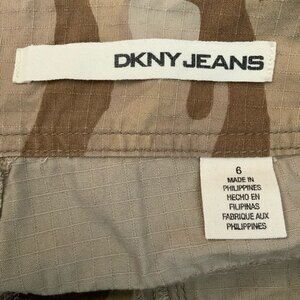 DKNY JEANS
6
MADE IN
PHILIPPINES
HECHO EN
FILIPINAS
FABRIQUE AUX
PHILIPPINES